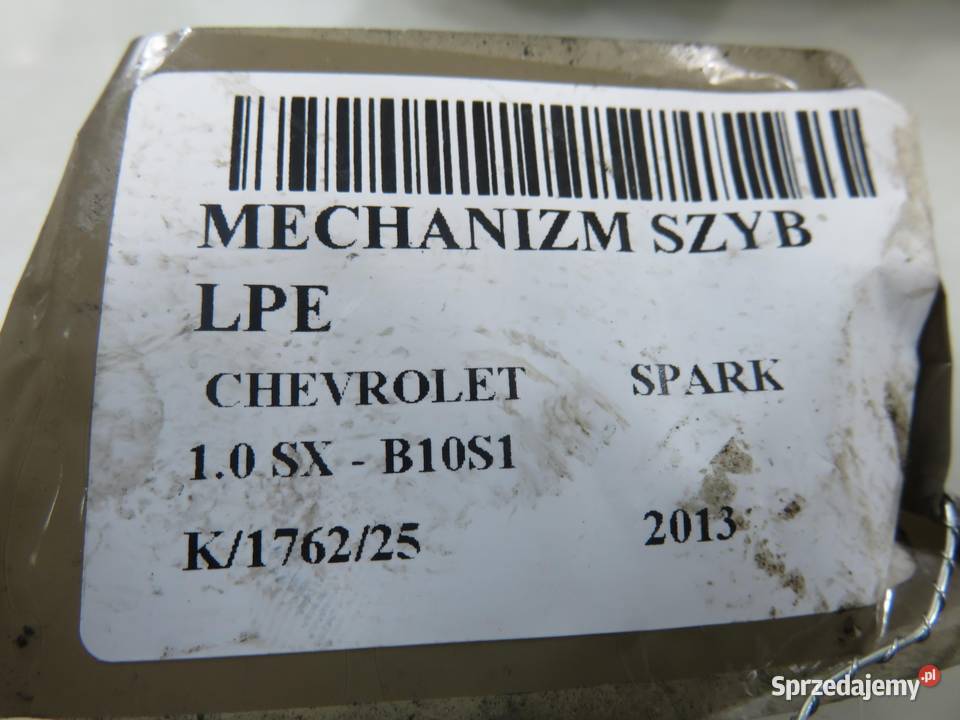 MECHANIZM SZYB
LPE
CHEVROLET SPARK
1.0 SX - B10S1
K/1762/25 2013
Sprzedajemy.pl